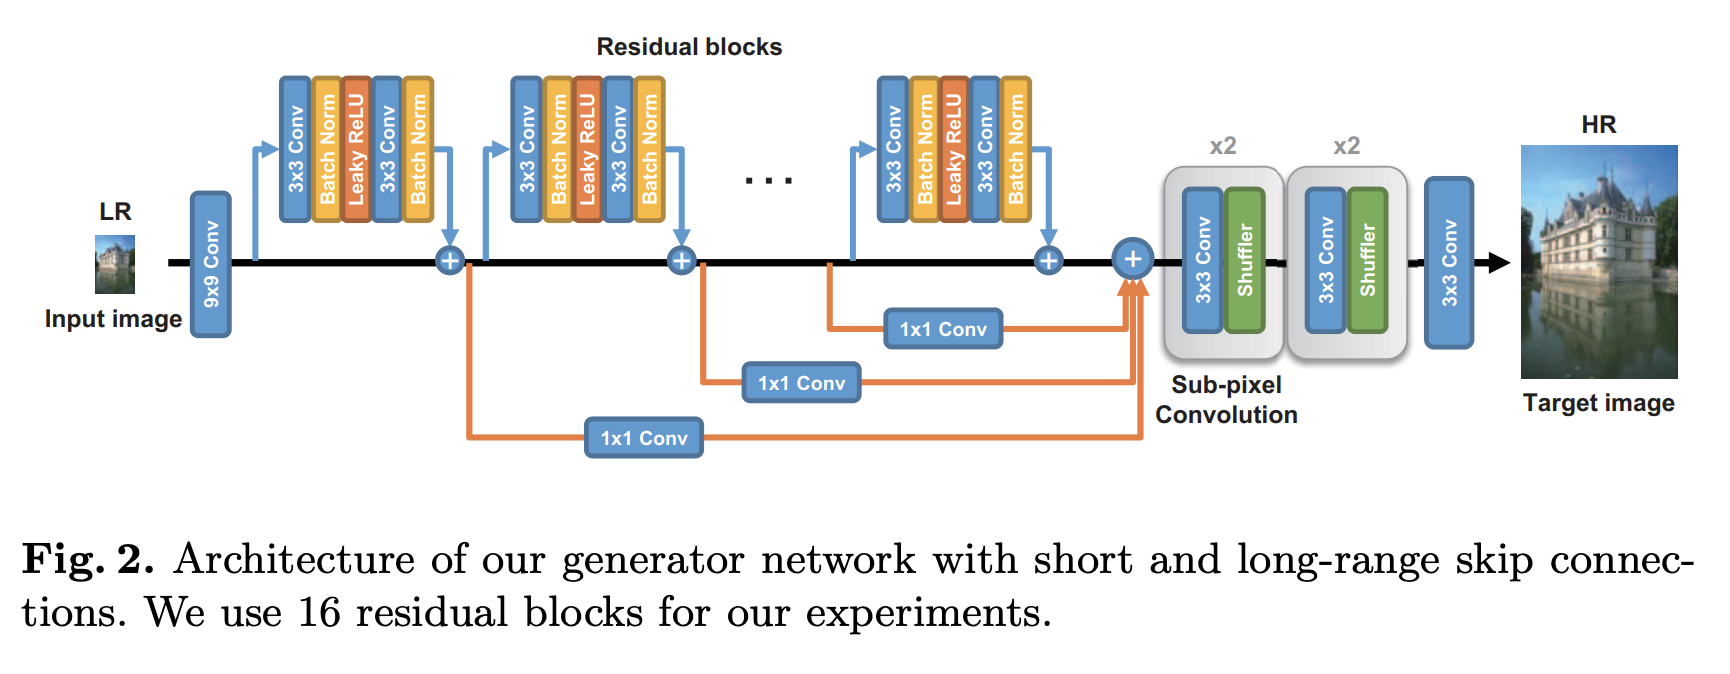 Residual blocks
LR
Input image
9x9 Conv
3x3 Conv
Batch Norm
Leaky ReLU
3x3 Conv
Batch Norm
3x3 Conv
Batch Norm
Leaky ReLU
3x3 Conv
Batch Norm
...
3x3 Conv
Batch Norm
Leaky ReLU
3x3 Conv
Batch Norm
+
+
+
+
1x1 Conv
1x1 Conv
1x1 Conv
x2
3x3 Conv
Shuffler
x2
3x3 Conv
Shuffler
Sub-pixel
Convolution
3x3 Conv
HR
Target image
Fig. 2. Architecture of our generator network with short and long-range skip connec-
tions. We use 16 residual blocks for our experiments.